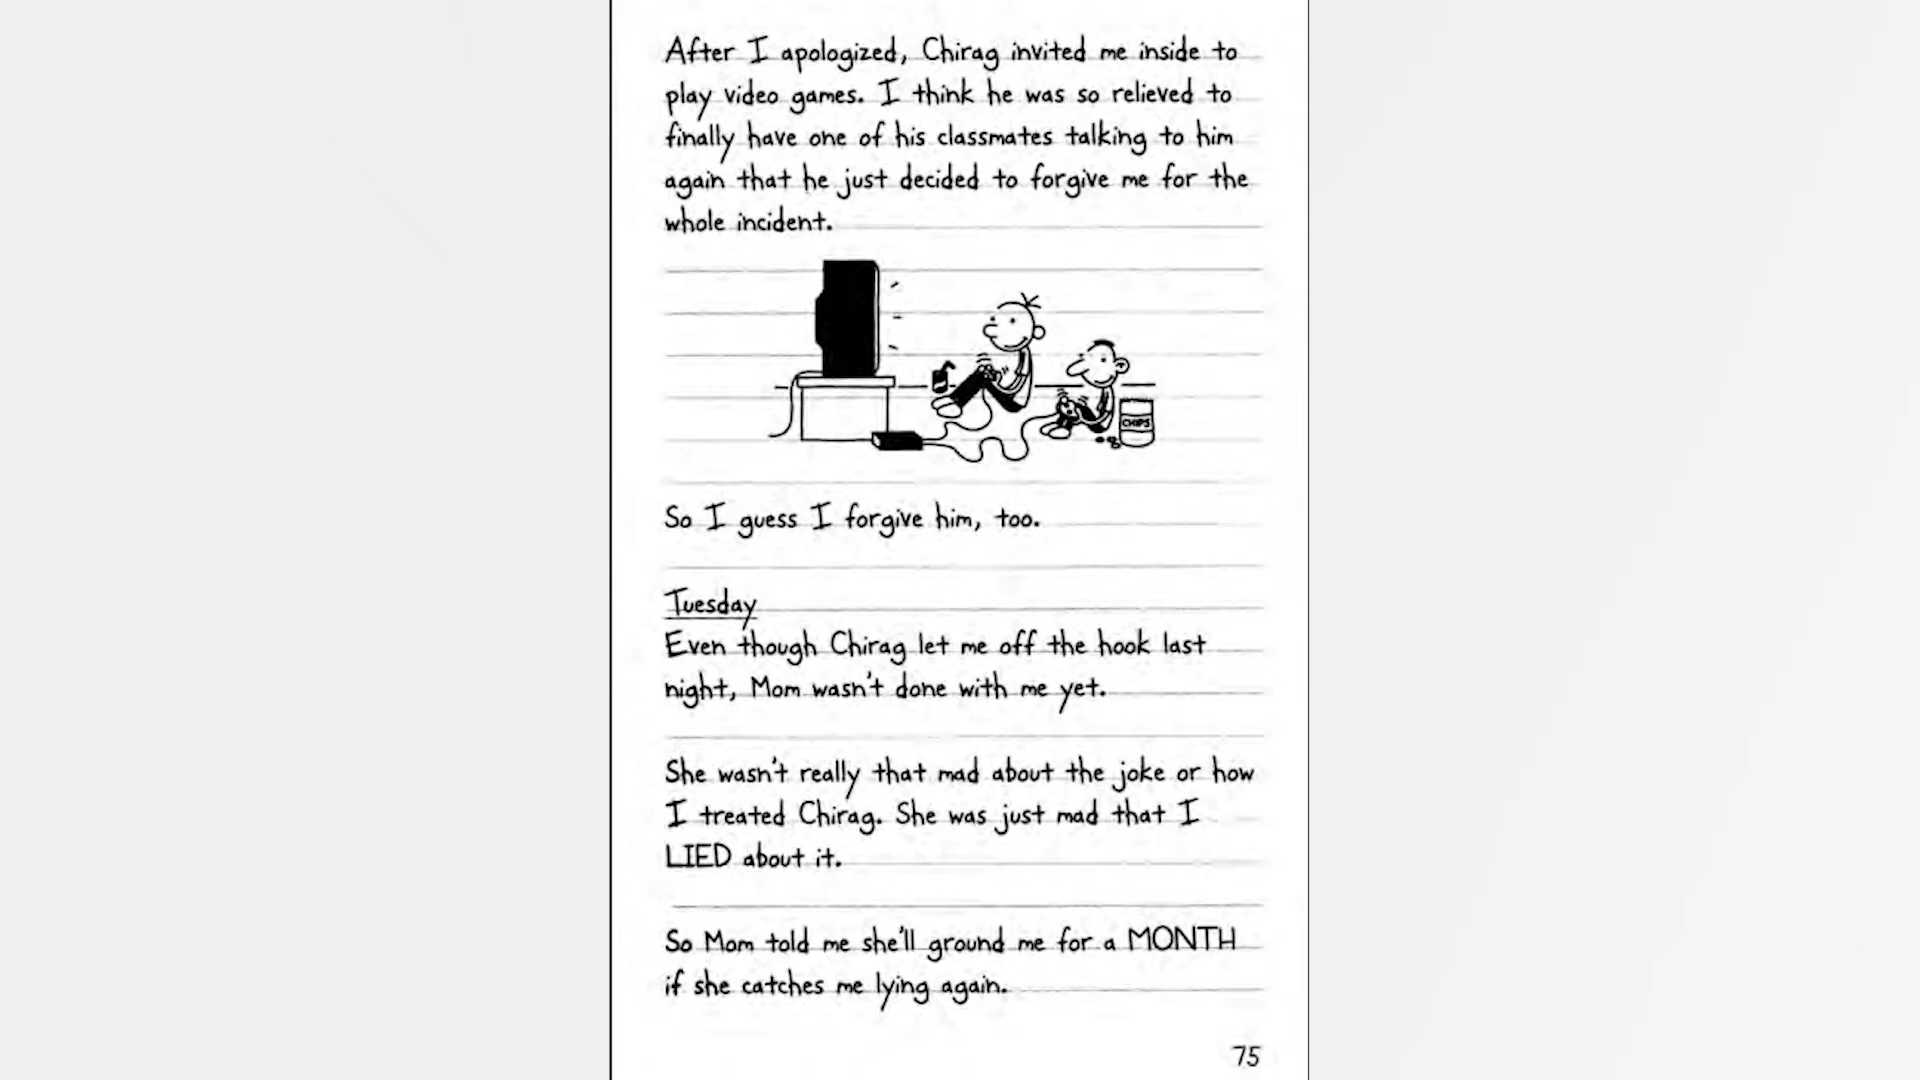 After I apologized, Chirag invited me inside to
play video games. I think he was so relieved to
finally have one of his classmates talking to him
again that he just decided to forgive me for the
whole incident.
CHIPS
So I guess I forgive him, too.
Tuesday
Even though Chirag let me off the hook last
night, Mom wasn't done with me yet.
She wasn't really that mad about the joke or how
I treated Chirag. She was just mad that I
LIED about it.
So Mom told me she'll ground me for a MONTH
if she catches me lying again.
75